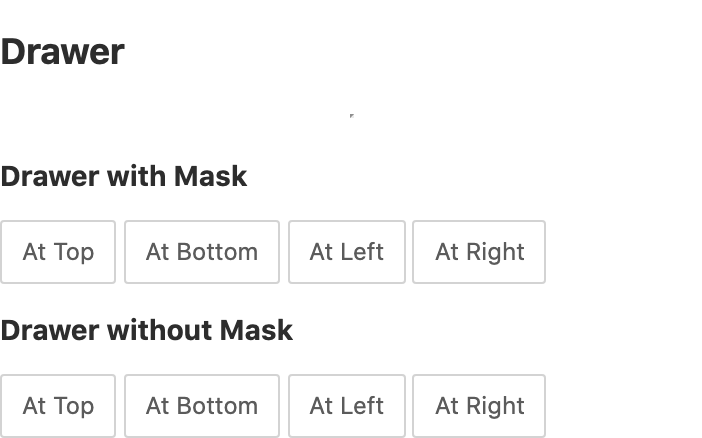 Drawer
Drawer with Mask
At Top At Bottom At Left At Right
Drawer without Mask
At Top At Bottom At Left At Right